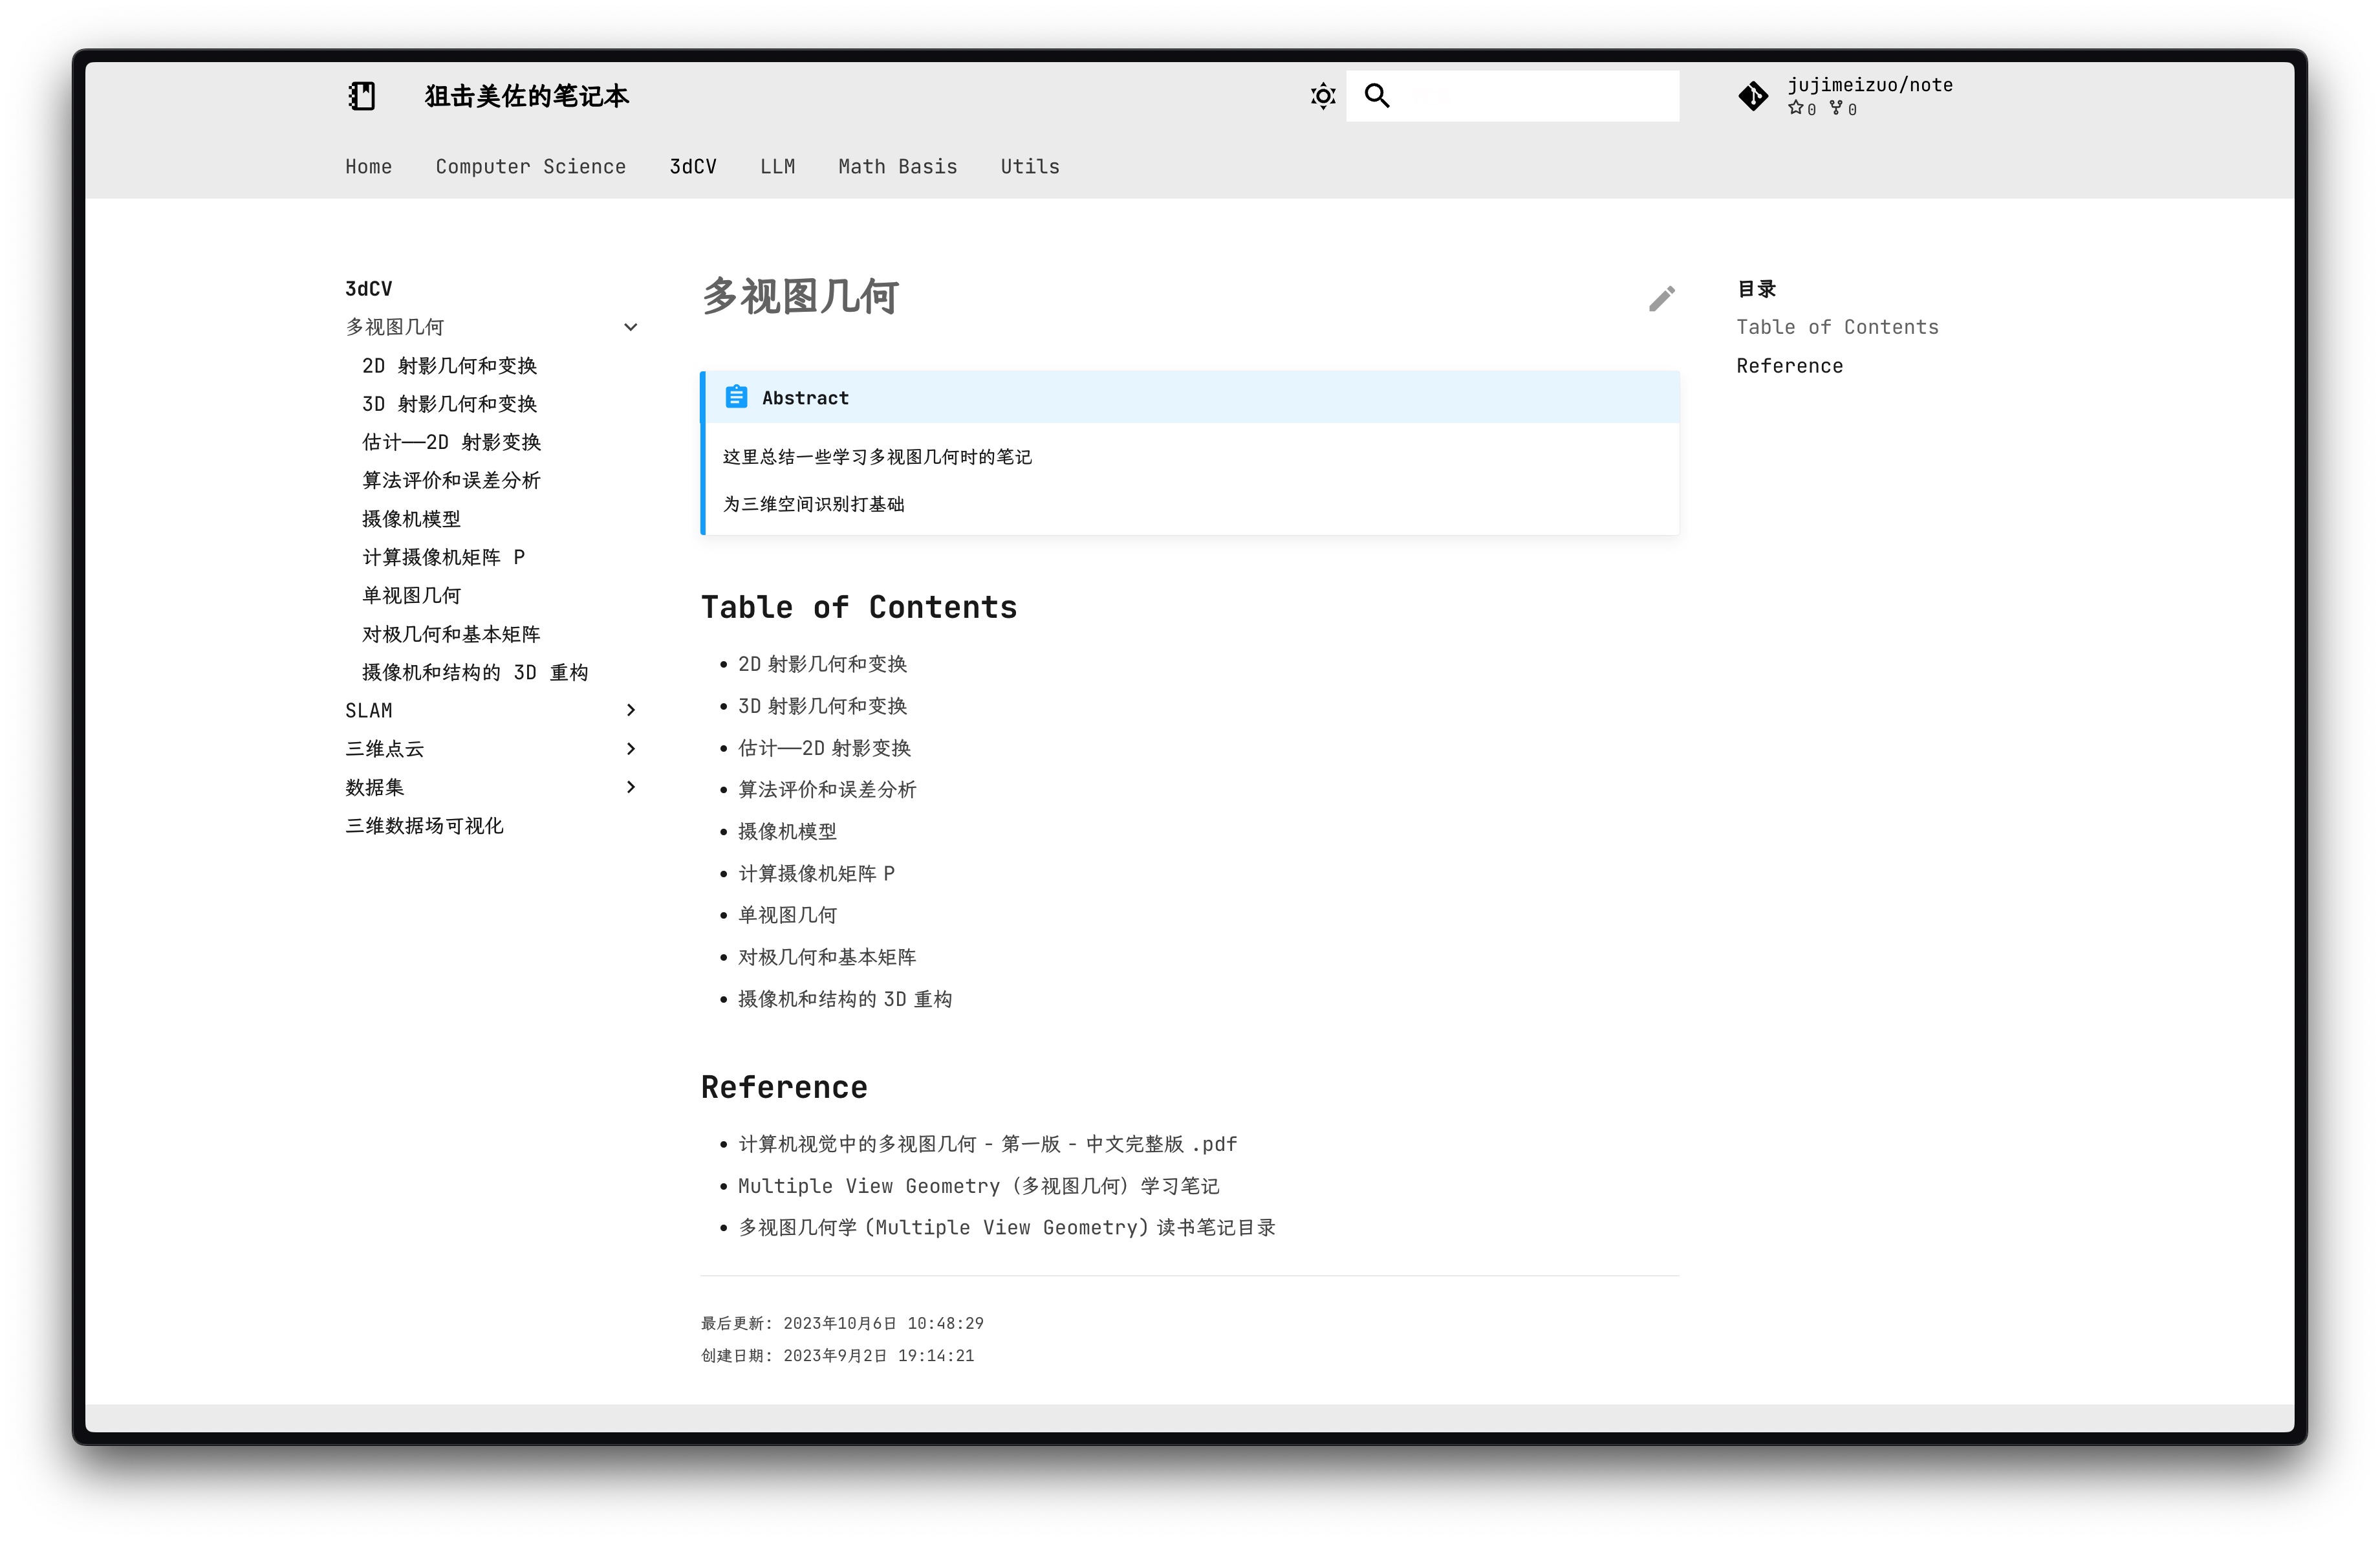 狙击美佐的笔记本
jujimeizuo/note
0 0
Home Computer Science 3dCV LLM Math Basis Utils
3dCV
多视图几何
2D 射影几何和变换
3D 射影几何和变换
估计——2D 射影变换
算法评价和误差分析
摄像机模型
计算摄像机矩阵 P
单视图几何
对极几何和基本矩阵
摄像机和结构的 3D 重构
SLAM
三维点云
数据集
三维数据场可视化
多视图几何
Abstract
这里总结一些学习多视图几何时的笔记
为三维空间识别打基础
Table of Contents
2D 射影几何和变换
3D 射影几何和变换
估计——2D 射影变换
算法评价和误差分析
摄像机模型
计算摄像机矩阵 P
单视图几何
对极几何和基本矩阵
摄像机和结构的 3D 重构
Reference
计算机视觉中的多视图几何 - 第一版 - 中文完整版 .pdf
Multiple View Geometry（多视图几何）学习笔记
多视图几何学 (Multiple View Geometry) 读书笔记目录
最后更新: 2023年10月6日 10:48:29
创建日期: 2023年9月2日 19:14:21
目录
Table of Contents
Reference